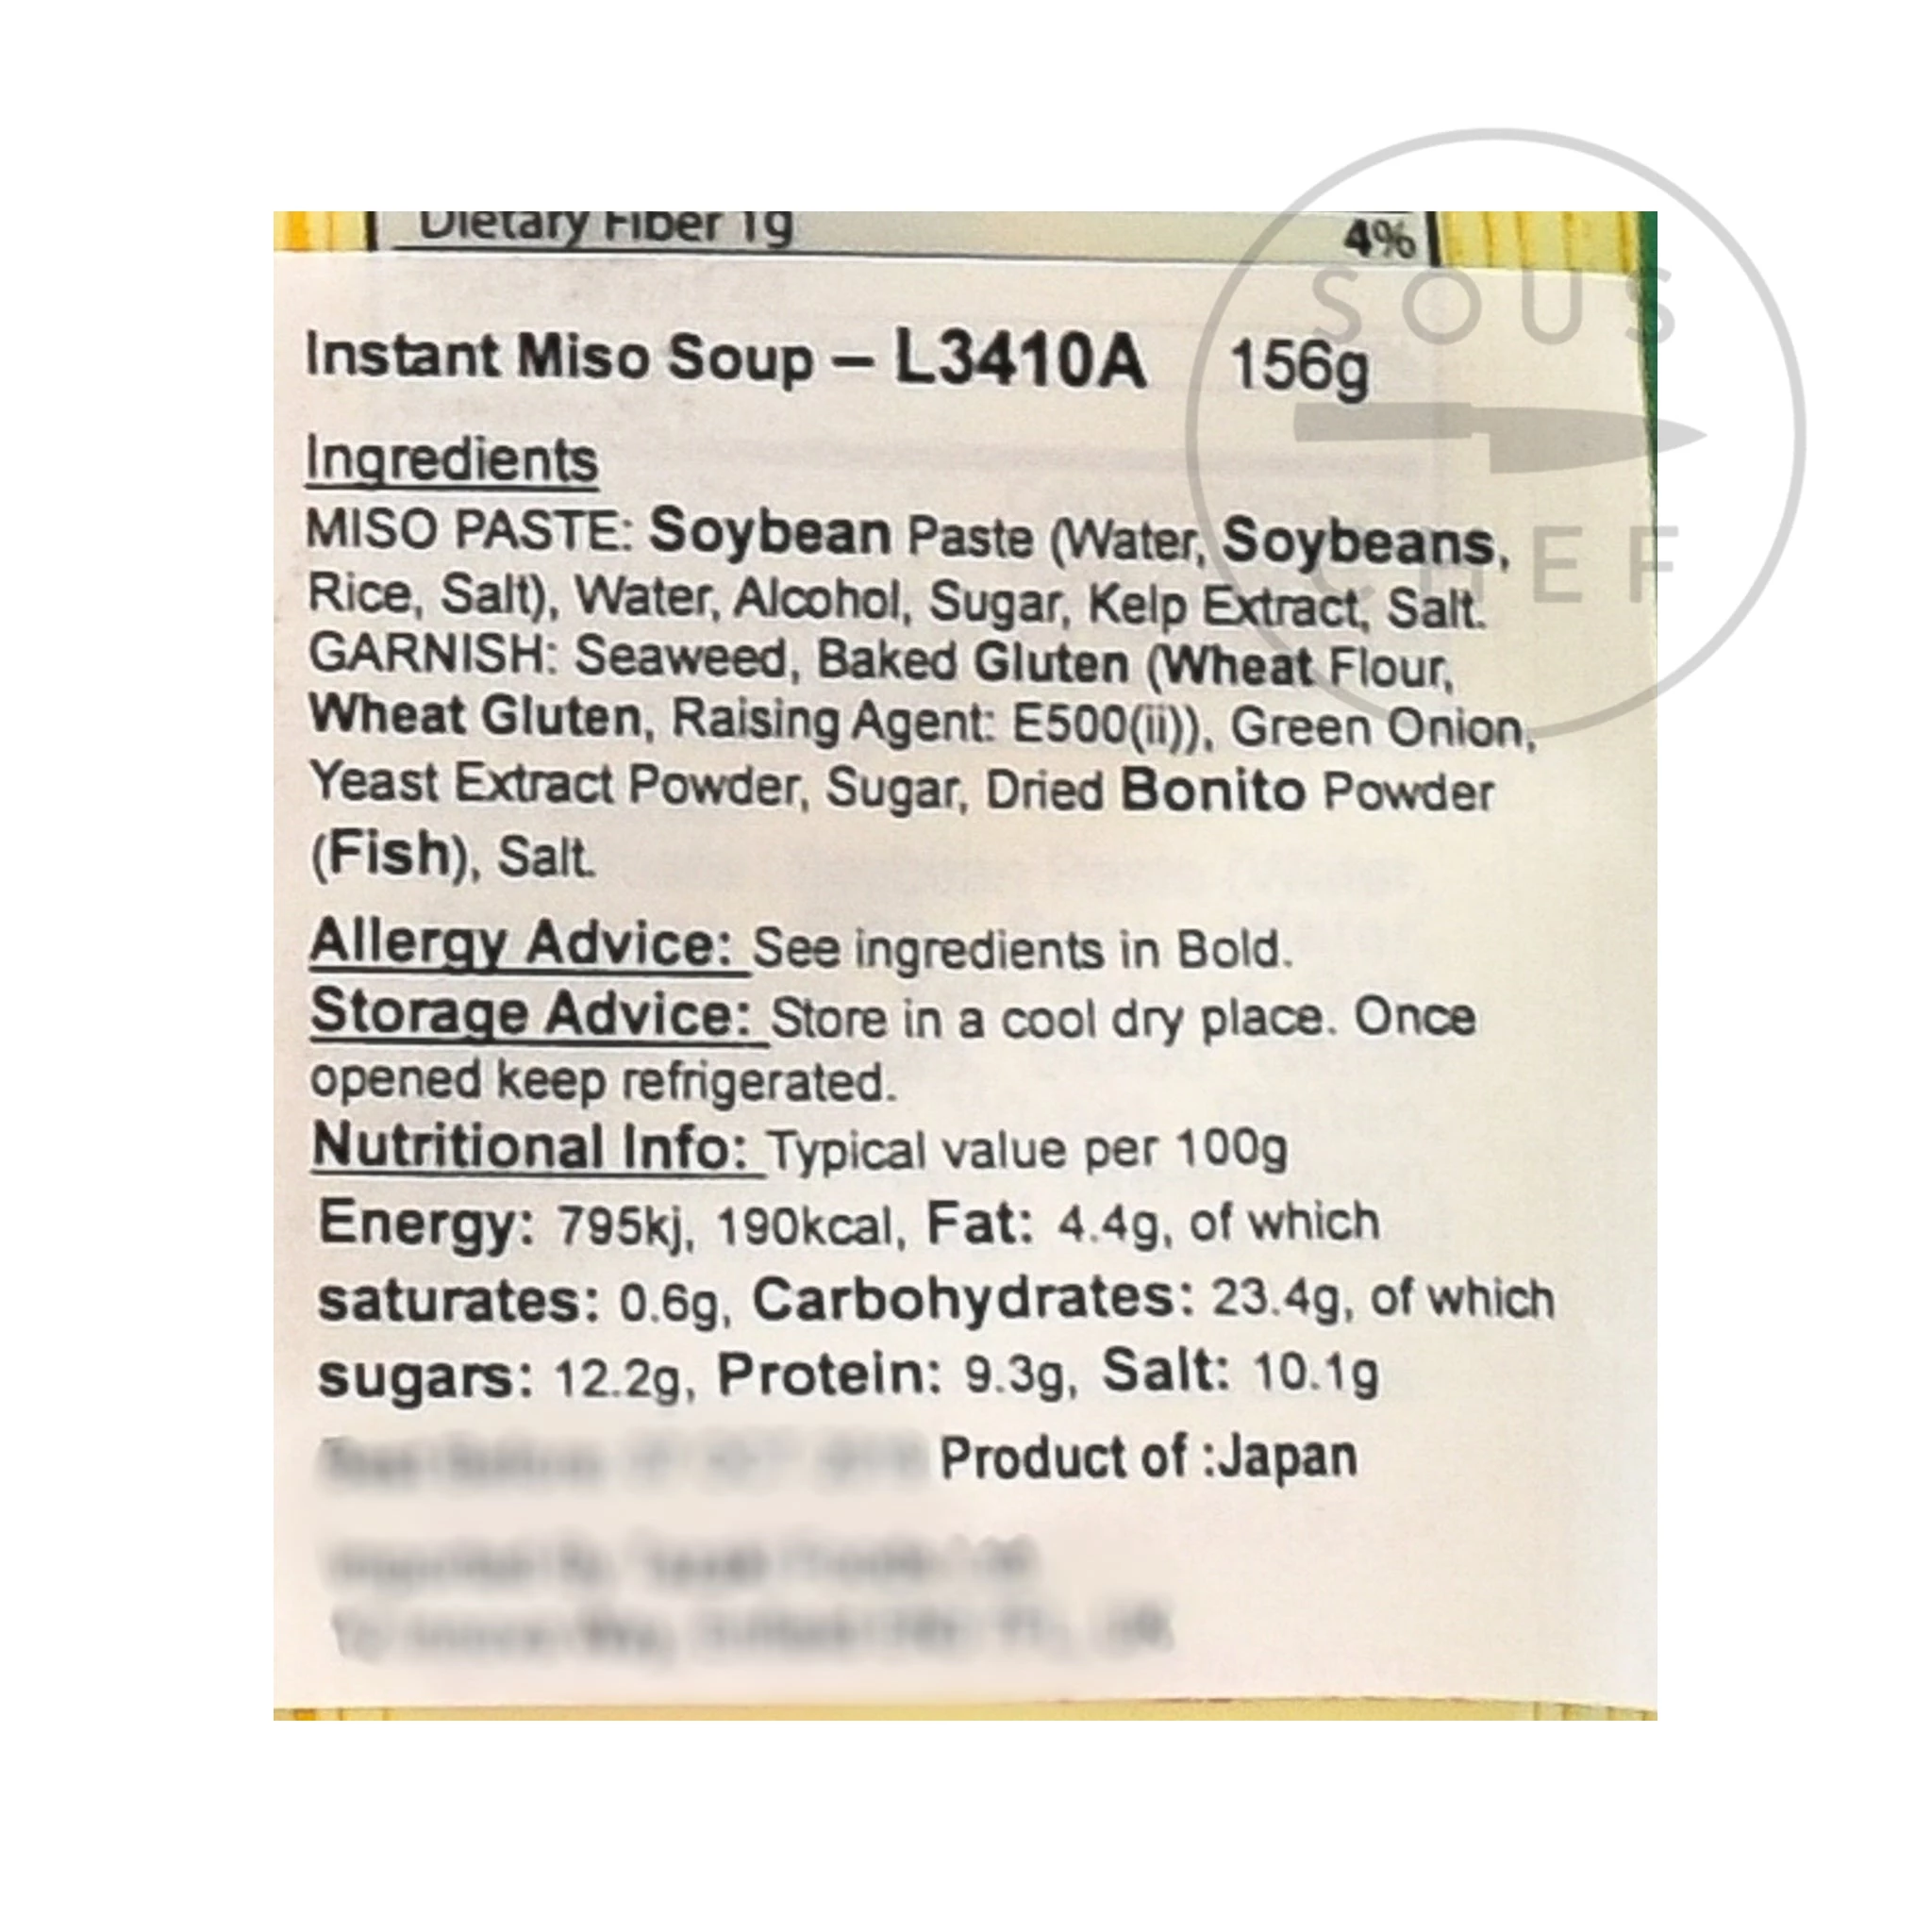 Dietary Fiber 1g 4%
SOUS
CHEF
Instant Miso Soup – L3410A 156g
Ingredients
MISO PASTE: Soybean Paste (Water, Soybeans,
Rice, Salt), Water, Alcohol, Sugar, Kelp Extract, Salt.
GARNISH: Seaweed, Baked Gluten (Wheat Flour,
Wheat Gluten, Raising Agent: E500(ii)), Green Onion,
Yeast Extract Powder, Sugar, Dried Bonito Powder
(Fish), Salt.
Allergy Advice: See ingredients in Bold.
Storage Advice: Store in a cool dry place. Once
opened keep refrigerated.
Nutritional Info: Typical value per 100g
Energy: 795kj, 190kcal, Fat: 4.4g, of which
saturates: 0.6g, Carbohydrates: 23.4g, of which
sugars: 12.2g, Protein: 9.3g, Salt: 10.1g
Product of :Japan